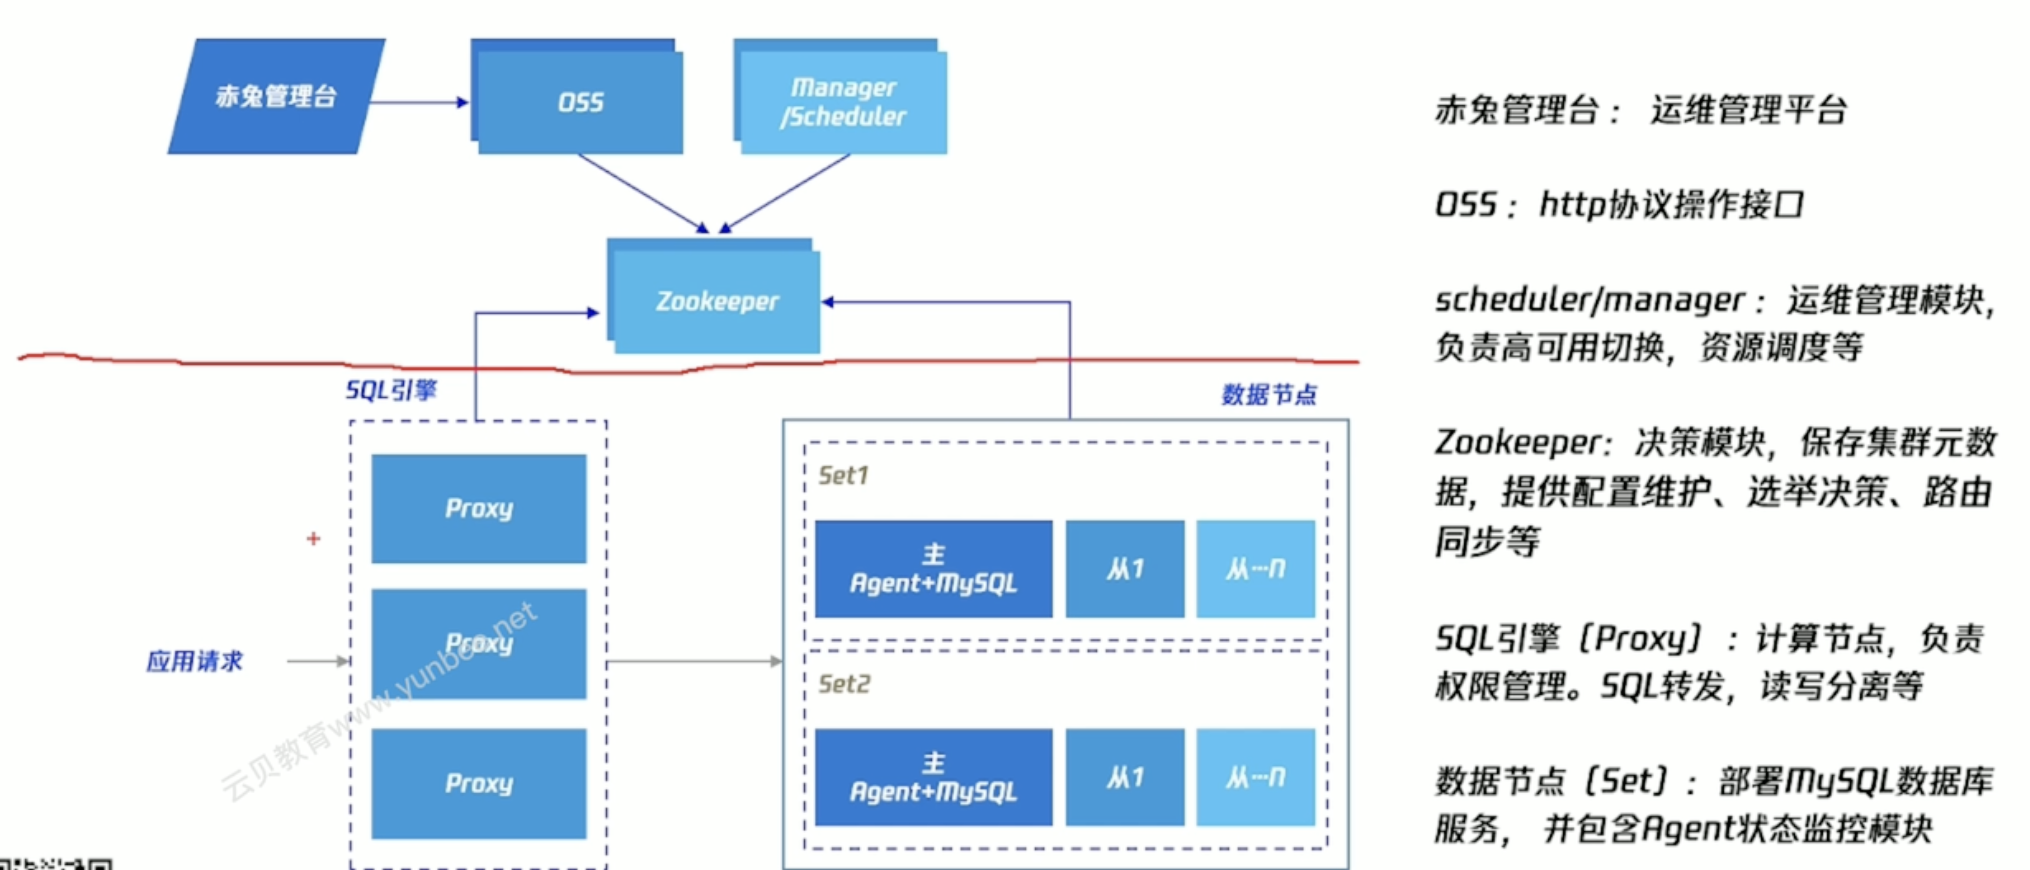 赤兔管理台
OSS
Manager
/Scheduler
Zookeeper
SQL引擎
数据节点
Proxy
Proxy
Proxy
应用请求
Set1
主
Agent+MySQL
从1
从…n
Set2
主
Agent+MySQL
从1
从…n
云贝教育www.yunbee.net
赤兔管理台： 运维管理平台
OSS：http协议操作接口
scheduler/manager：运维管理模块，
负责高可用切换，资源调度等
Zookeeper：决策模块，保存集群元数
据，提供配置维护、选举决策、路由
同步等
SQL引擎（Proxy）：计算节点，负责
权限管理。SQL转发，读写分离等
数据节点（Set）：部署MySQL数据库
服务， 并包含Agent状态监控模块